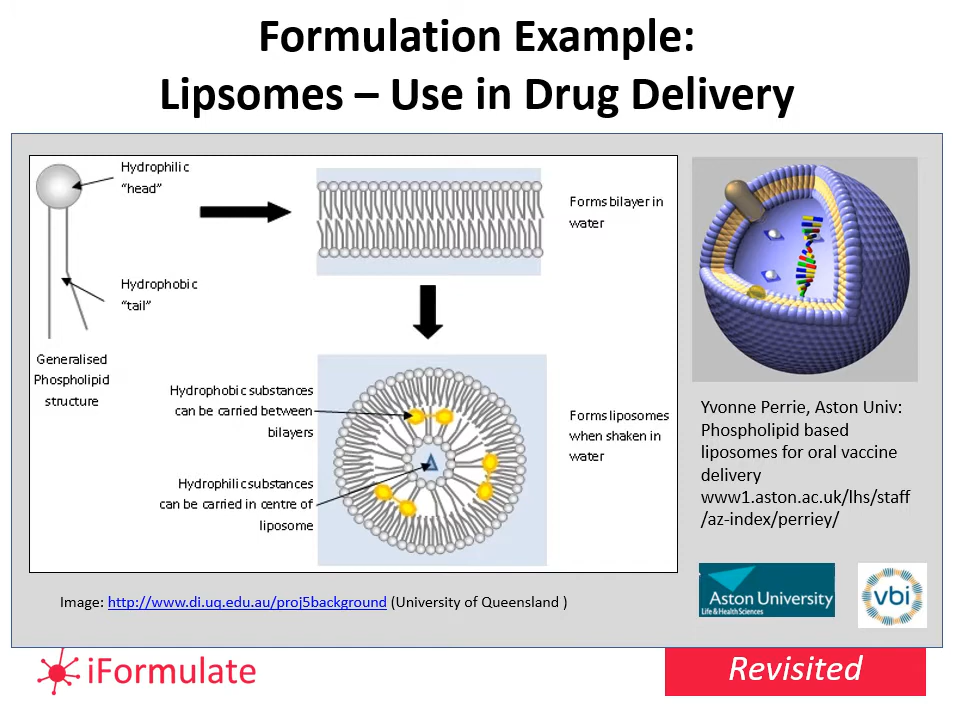 Formulation Example:
Lipsomes – Use in Drug Delivery
Hydrophilic
“head”
Hydrophobic
“tail”
Generalised
Phospholipid
structure
Forms bilayer in
water
Hydrophobic substances
can be carried between
bilayers
Hydrophilic substances
can be carried in centre of
liposome
Forms liposomes
when shaken in
water
Image: http://www.di.uq.edu.au/proj5background (University of Queensland )
Yvonne Perrie, Aston Univ:
Phospholipid based
liposomes for oral vaccine
delivery
www1.aston.ac.uk/lhs/staff
/az-index/perriey/
Aston University
Life & Health Sciences
vbi
iFormulate
Revisited